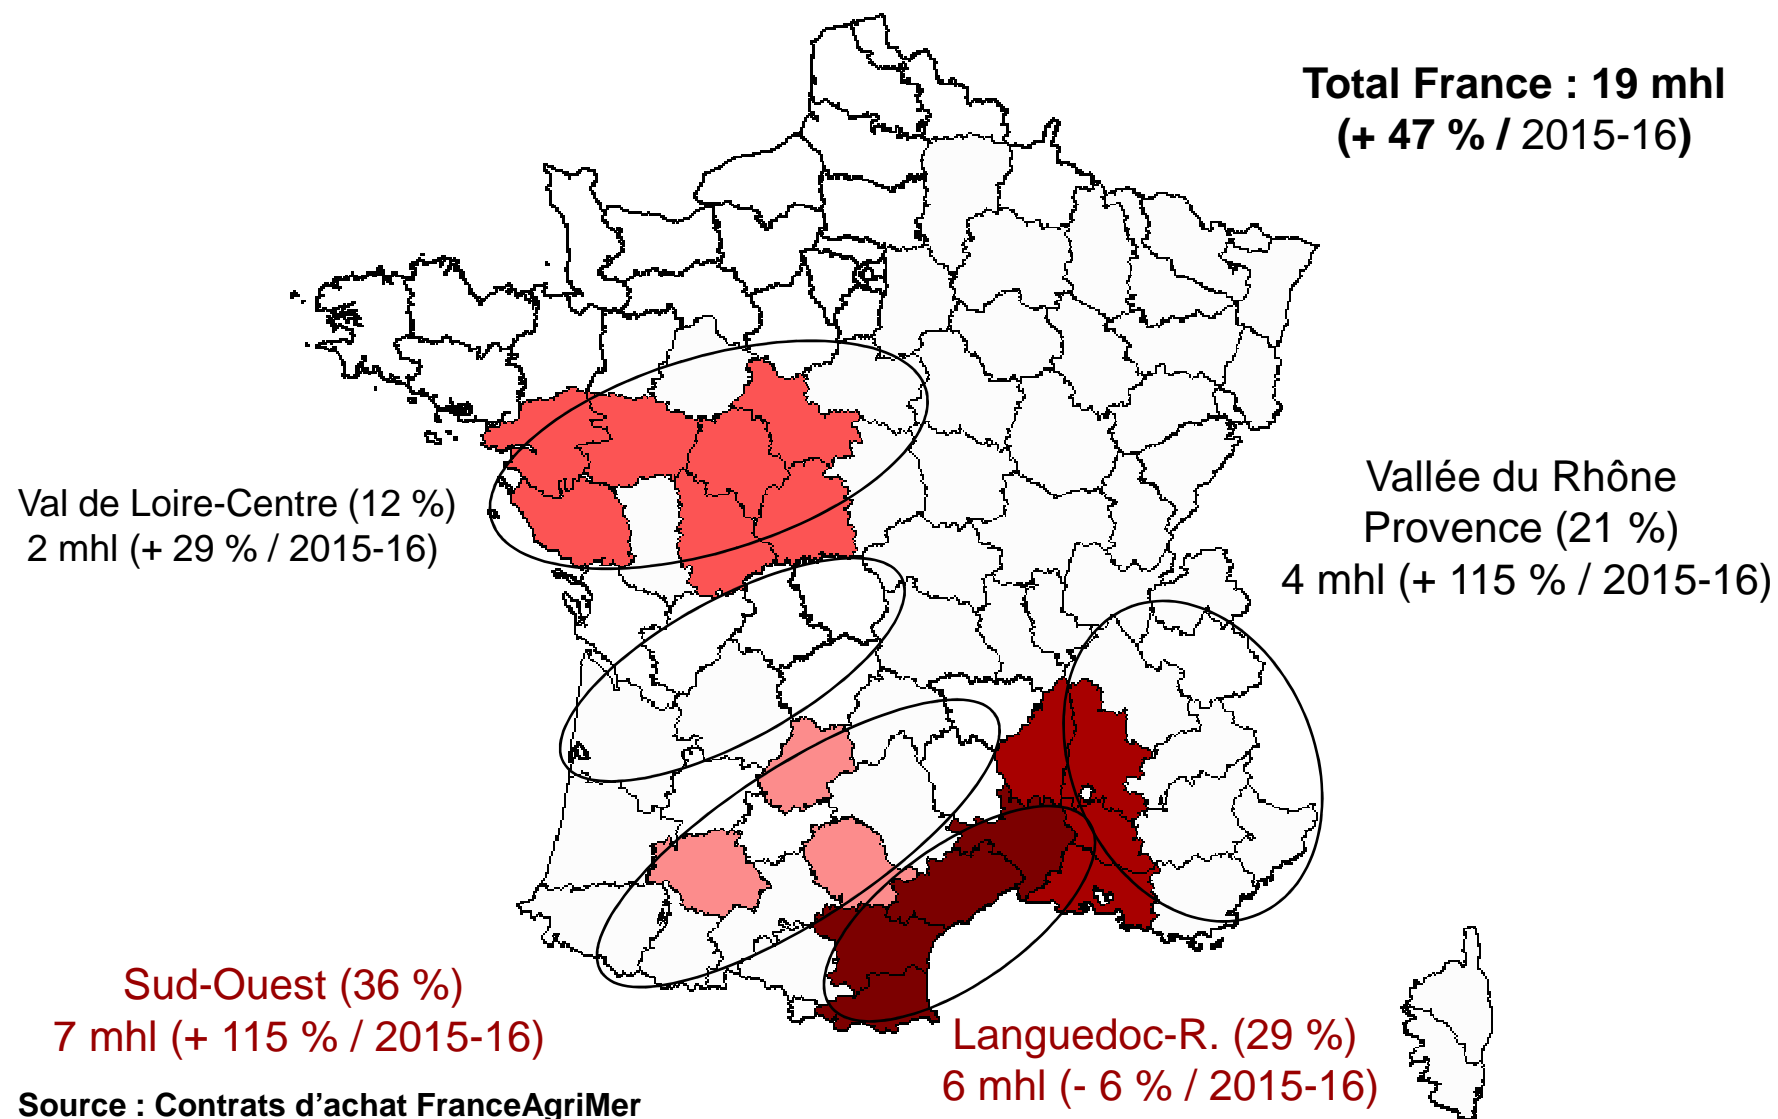 Total France : 19 mhl
(+ 47 % / 2015-16)
Val de Loire-Centre (12 %)
2 mhl (+ 29 % / 2015-16)
Vallée du Rhône
Provence (21 %)
4 mhl (+ 115 % / 2015-16)
Sud-Ouest (36 %)
7 mhl (+ 115 % / 2015-16)
Languedoc-R. (29 %)
6 mhl (- 6 % / 2015-16)
Source : Contrats d’achat FranceAgriMer